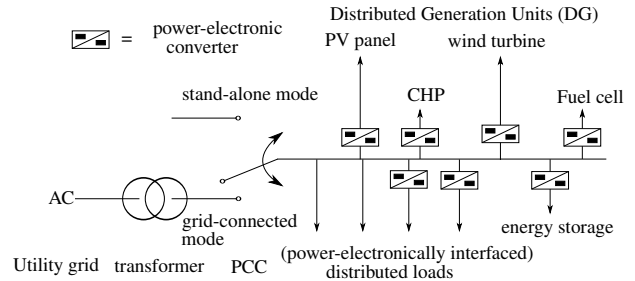 Distributed Generation Units (DG)
= power-electronic
converter
PV panel
wind turbine
stand-alone mode
CHP
Fuel cell
AC
grid-connected
mode
energy storage
(power-electronically interfaced)
distributed loads
Utility grid
transformer
PCC